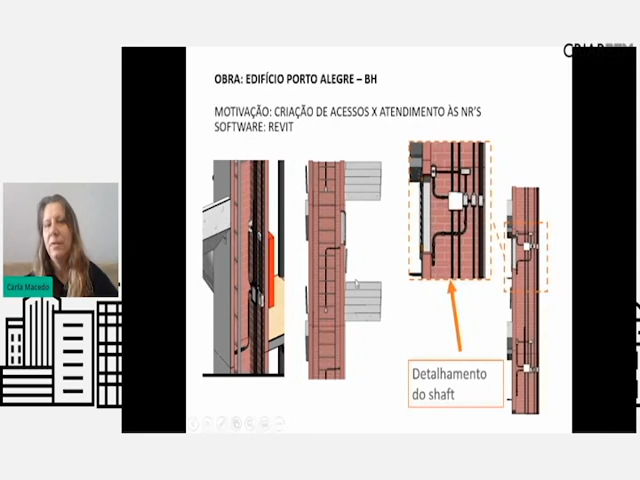 OBRA: EDIFÍCIO PORTO ALEGRE – BH
MOTIVAÇÃO: CRIAÇÃO DE ACESSOS X ATENDIMENTO ÀS NR'S
SOFTWARE: REVIT
Carla Macedo
Detalhamento
do shaft